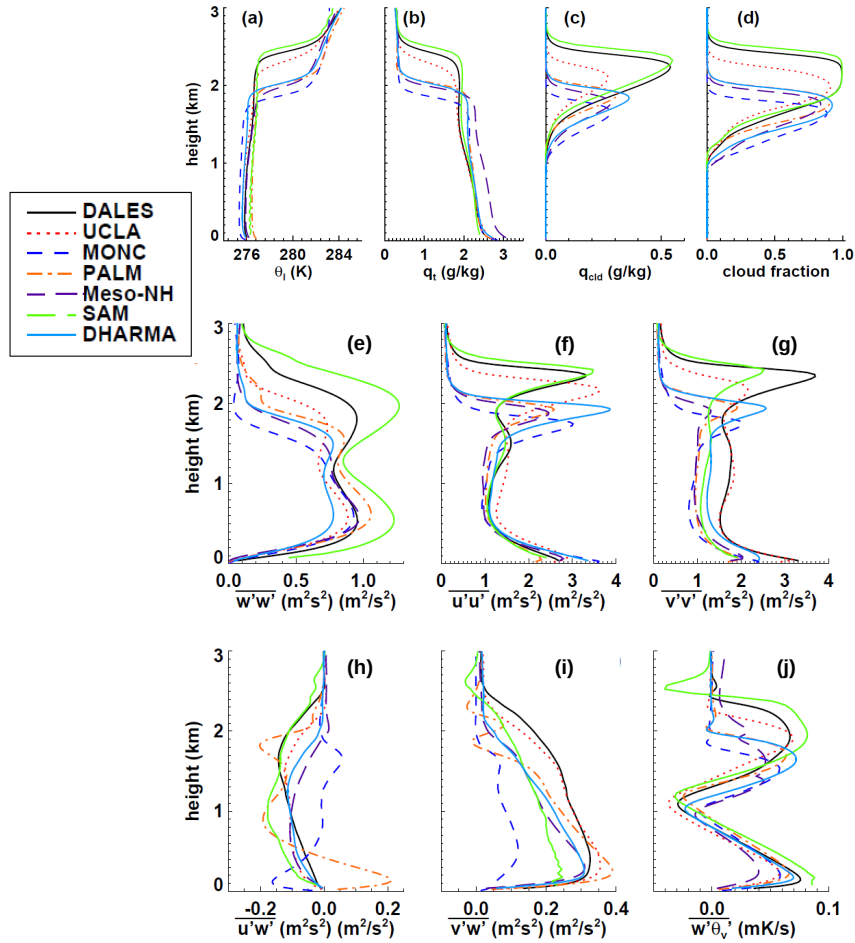 (a) (b) (c) (d)
3
2
1
0
height (km)
276 280 284
θl (K)
0 1 2 3
qt (g/kg)
0.0 0.5
qcld (g/kg)
0.0 1.0
cloud fraction
DALES
UCLA
MONC
PALM
Meso-NH
SAM
DHARMA
(e) (f) (g)
3
2
1
0
height (km)
0.0 0.5 1.0
w'w' (m²s²) (m²/s²)
0 1 2 3 4
u'u' (m²s²) (m²/s²)
0 1 2 3 4
v'v' (m²s²) (m²/s²)
(h) (i) (j)
3
2
1
0
height (km)
-0.2 0.0 0.2
u'w' (m²s²) (m²/s²)
0.0 0.2 0.4
v'w' (m²s²) (m²/s²)
0.0 0.1
w'θv' (mK/s)